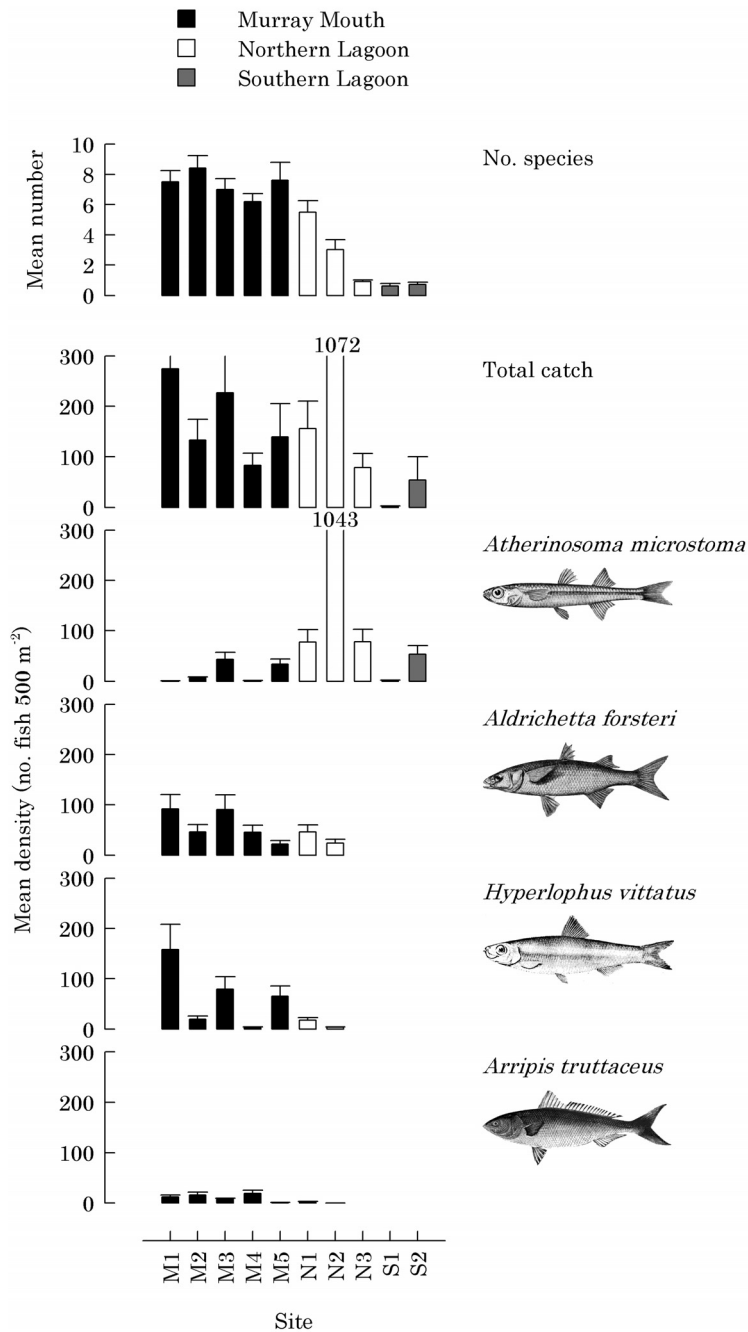 Murray Mouth
Northern Lagoon
Southern Lagoon
Mean number
10
8
6
4
2
0
No. species
Mean density (no. fish 500 m-2)
300
200
100
0
1072
Total catch
300
200
100
0
1043
Atherinosoma microstoma
300
200
100
0
Aldrichetta forsteri
300
200
100
0
Hyperlophus vittatus
300
200
100
0
Arripis truttaceus
M1 M2 M3 M4 M5 N1 N2 N3 S1 S2
Site